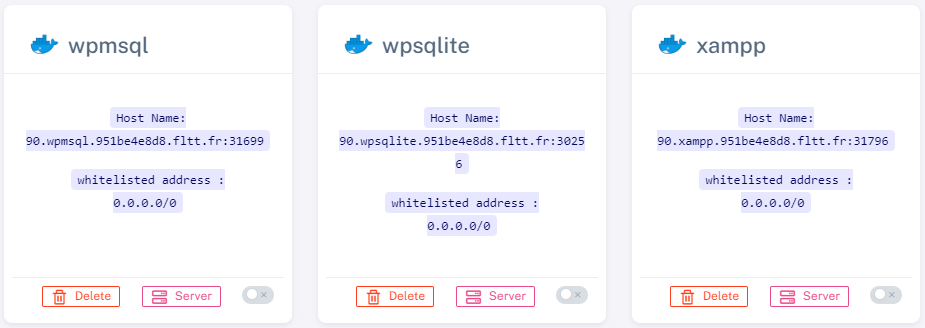 wpmsql
Host Name:
90.wpmsql.951be4e8d8.fltt.fr:31699
whitelisted address :
0.0.0.0/0
Delete
Server
wpsqlite
Host Name:
90.wpsqlite.951be4e8d8.fltt.fr:3025
6
whitelisted address :
0.0.0.0/0
Delete
Server
xampp
Host Name:
90.xampp.951be4e8d8.fltt.fr:31796
whitelisted address :
0.0.0.0/0
Delete
Server